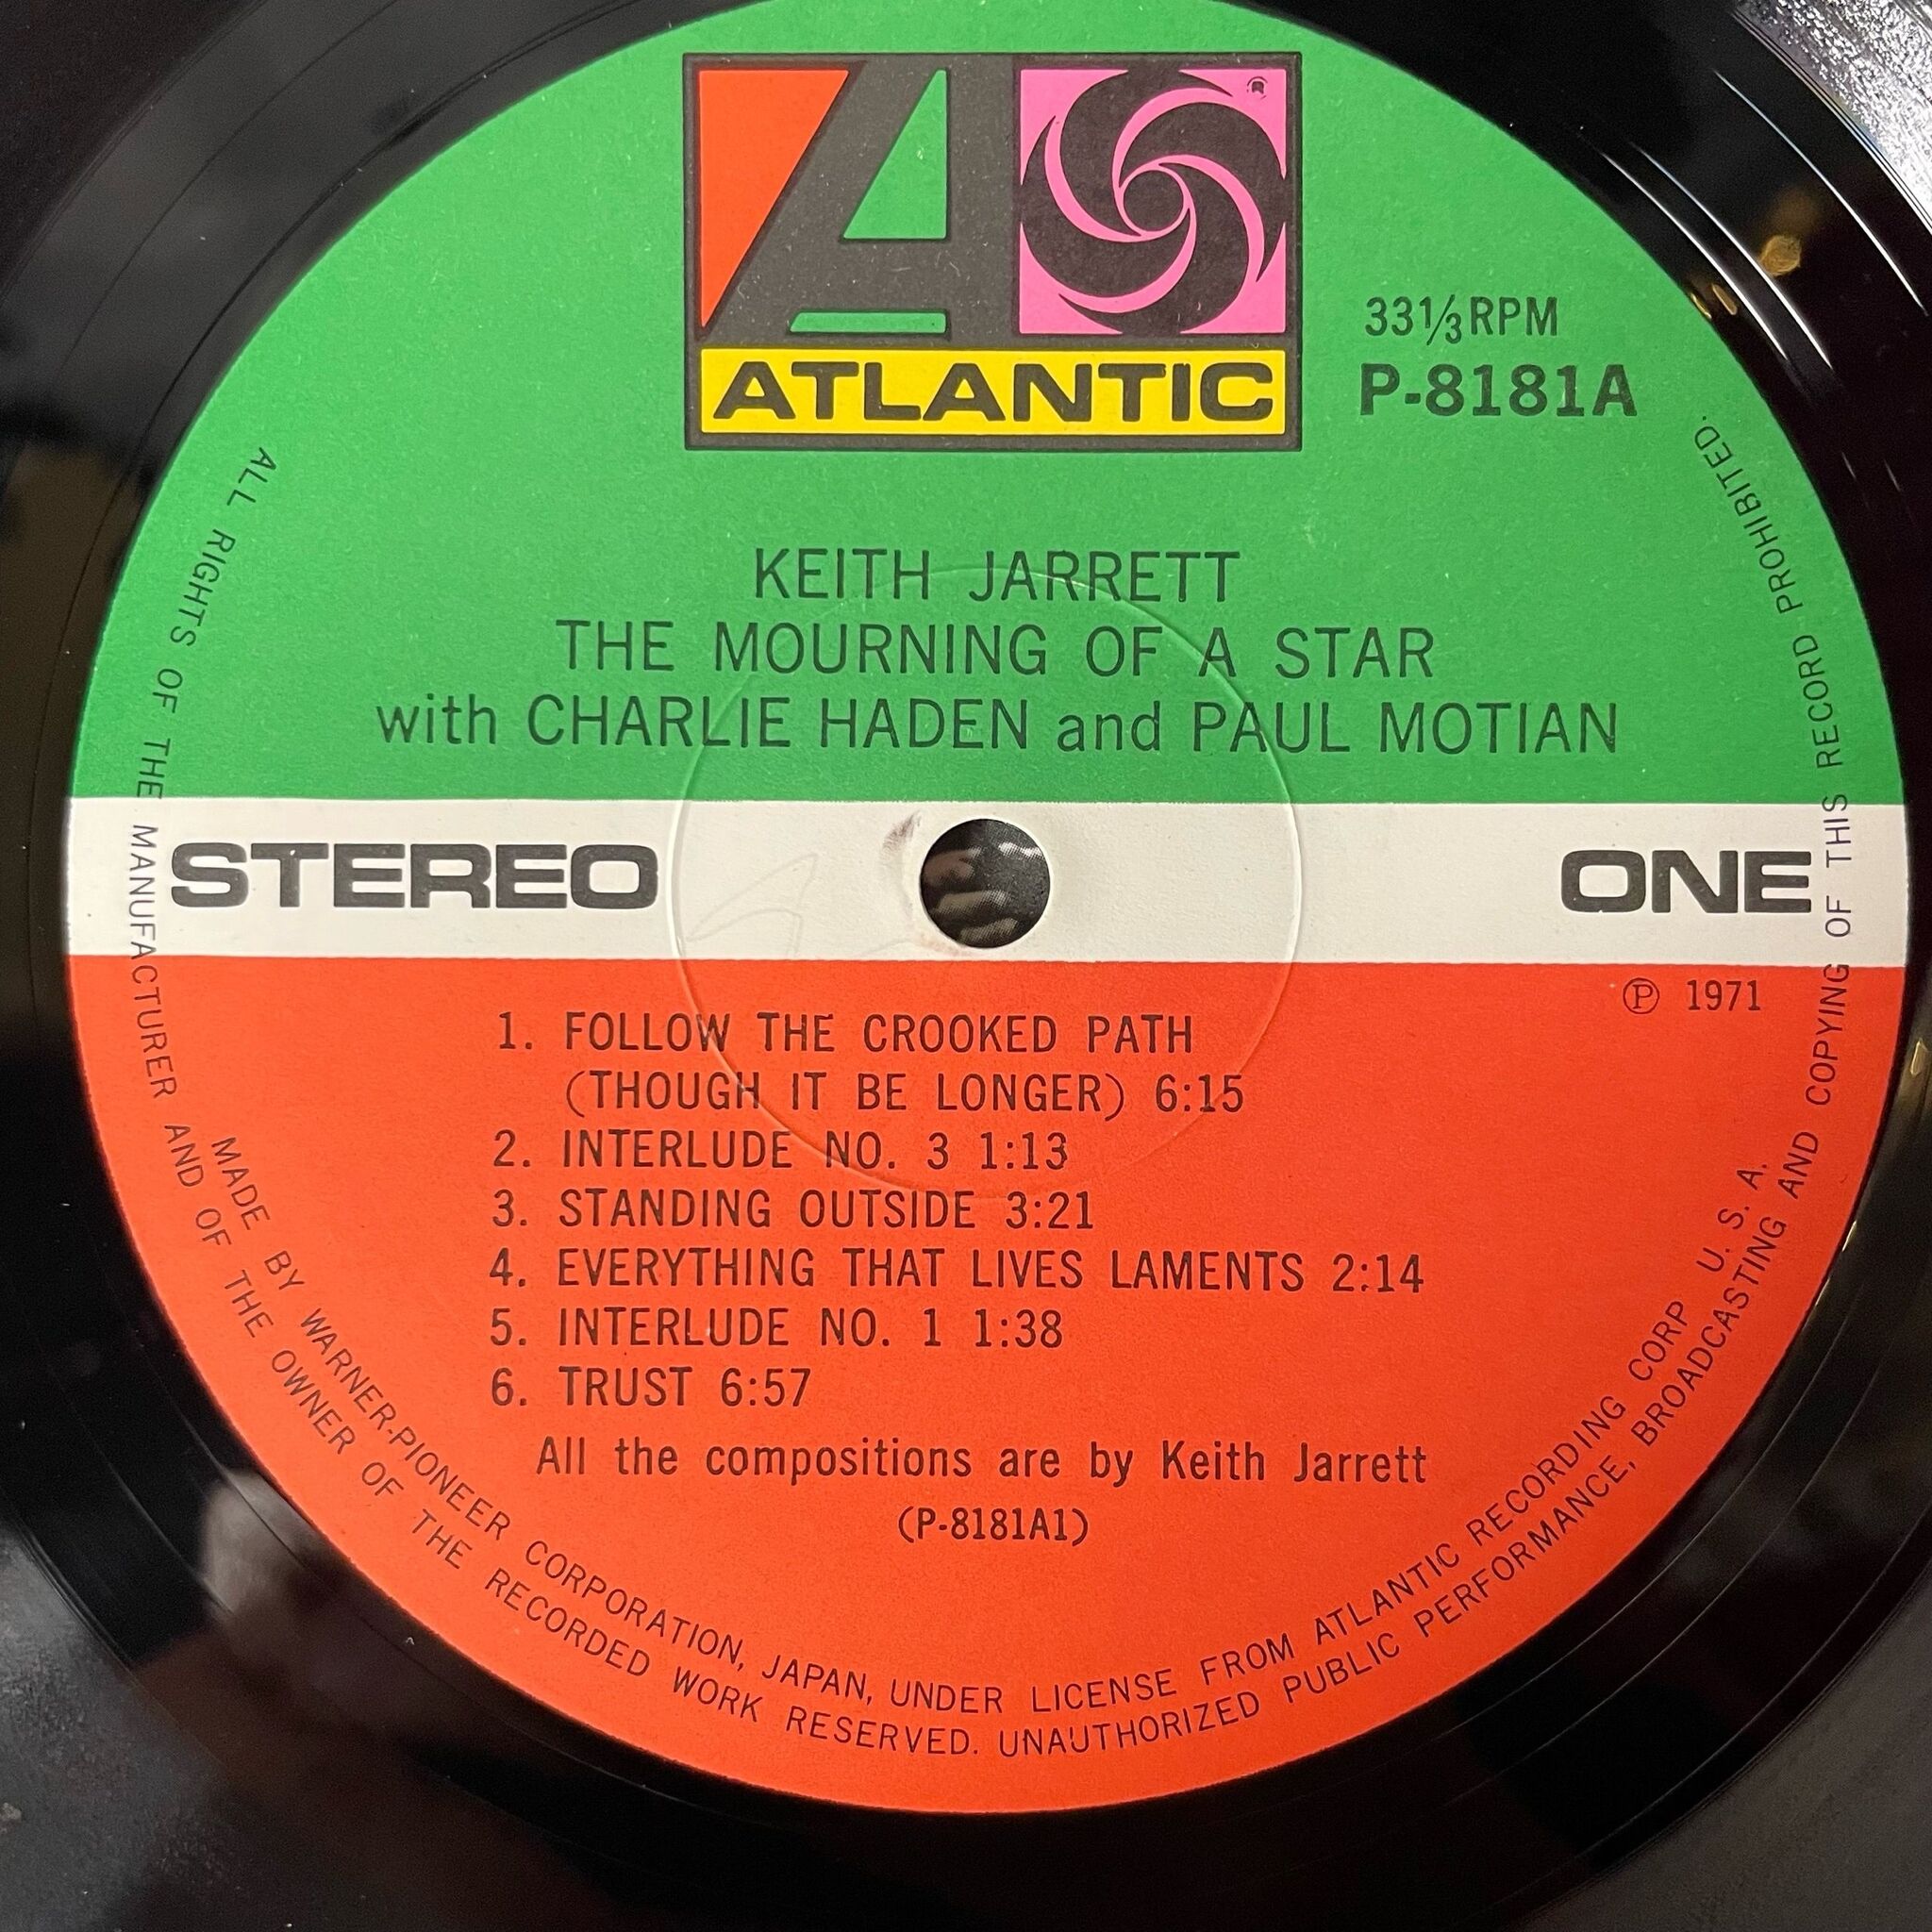 ATLANTIC
®
33⅓RPM
P-8181A
KEITH JARRETT
THE MOURNING OF A STAR
with CHARLIE HADEN and PAUL MOTIAN
STEREO
ONE
℗ 1971
1. FOLLOW THE CROOKED PATH
(THOUGH IT BE LONGER) 6:15
2. INTERLUDE NO. 3 1:13
3. STANDING OUTSIDE 3:21
4. EVERYTHING THAT LIVES LAMENTS 2:14
5. INTERLUDE NO. 1 1:38
6. TRUST 6:57
All the compositions are by Keith Jarrett
(P-8181A1)
MADE BY WARNER-PIONEER CORPORATION, JAPAN, UNDER LICENSE FROM ATLANTIC RECORDING CORP U. S. A.
ALL RIGHTS OF THE MANUFACTURER AND OF THE OWNER OF THE RECORDED WORK RESERVED. UNAUTHORIZED PUBLIC PERFORMANCE, BROADCASTING AND COPYING OF THIS RECORD PROHIBITED.